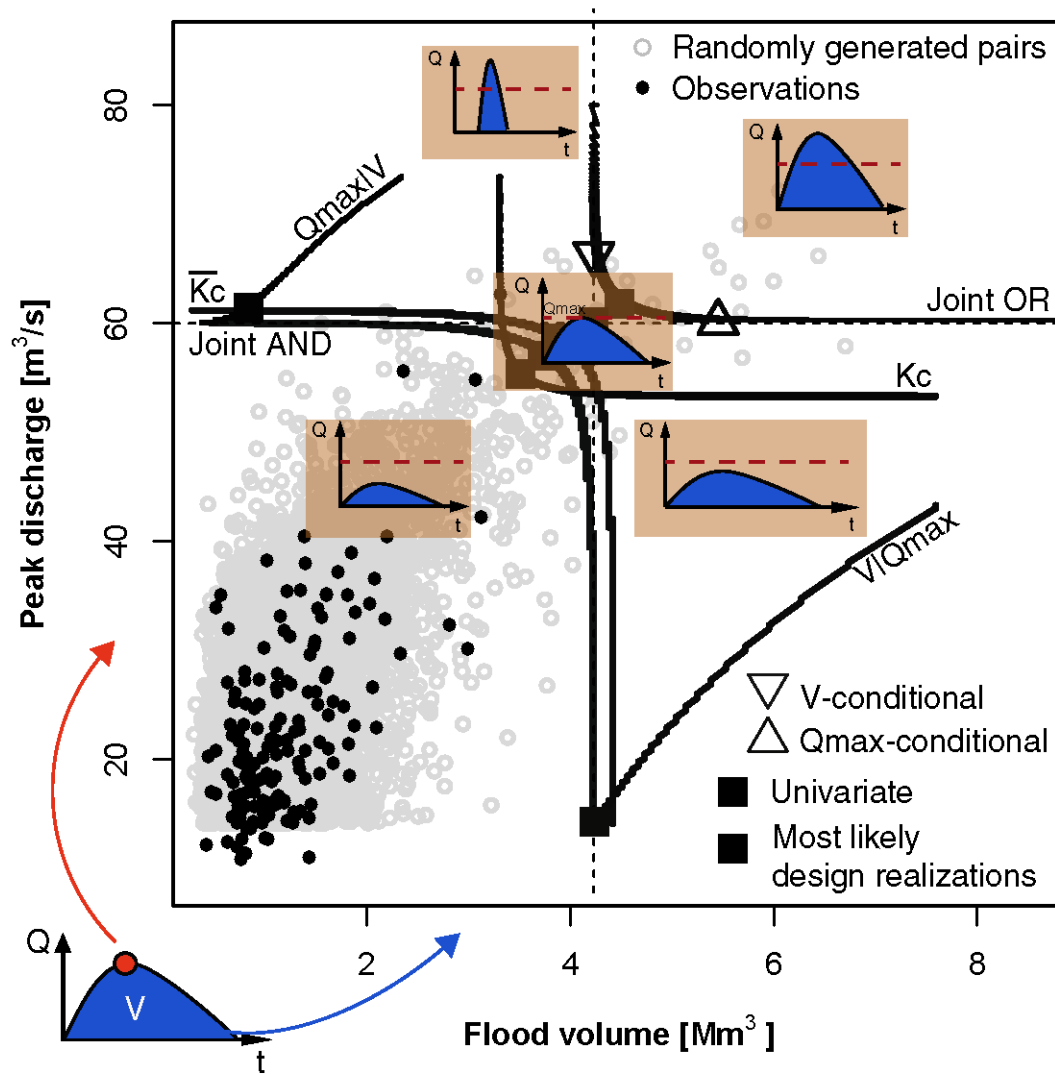 Randomly generated pairs
Observations
Q
t
Q
t
Qmax|V
K̅c̅
Joint AND
Q
Qmax
t
Joint OR
Kc
Q
t
Q
t
V|Qmax
V-conditional
Qmax-conditional
Univariate
Most likely
design realizations
Peak discharge [m³/s]
80
60
40
20
2
4
6
8
Flood volume [Mm³ ]
Q
V
t